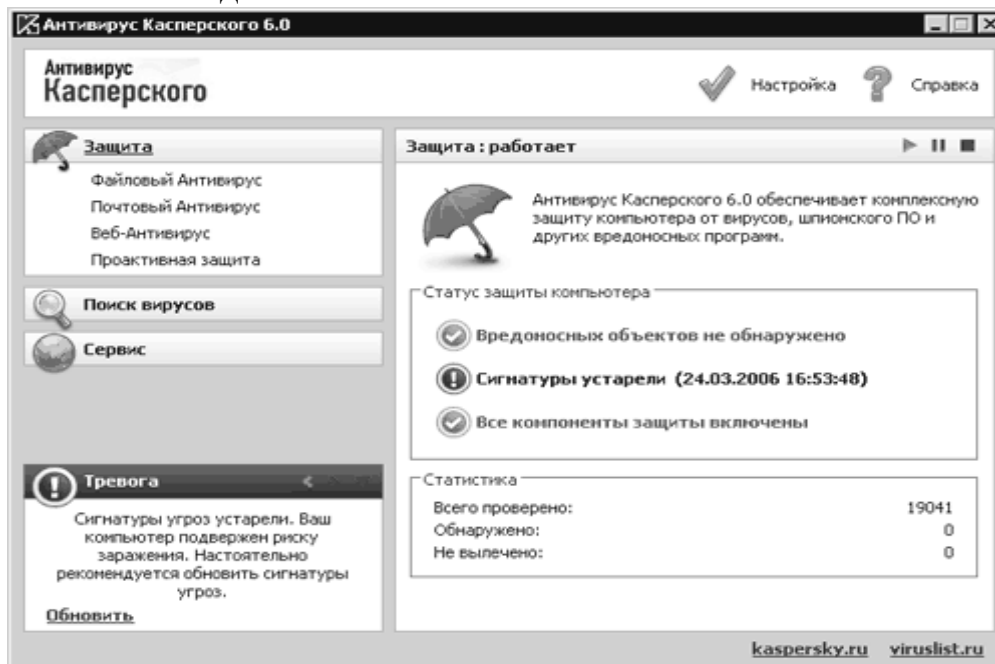 Антивирус Касперского 6.0
Антивирус
Касперского
Настройка
Справка
Защита
Файловый Антивирус
Почтовый Антивирус
Веб-Антивирус
Проактивная защита
Поиск вирусов
Сервис
Тревога
Сигнатуры угроз устарели. Ваш
компьютер подвержен риску
заражения. Настоятельно
рекомендуется обновить сигнатуры
угроз.
Обновить
Защита : работает
Антивирус Касперского 6.0 обеспечивает комплексную
защиту компьютера от вирусов, шпионского ПО и
других вредоносных программ.
Статус защиты компьютера
Вредоносных объектов не обнаружено
Сигнатуры устарели (24.03.2006 16:53:48)
Все компоненты защиты включены
Статистика
Всего проверено: 19041
Обнаружено: 0
Не вылечено: 0
kaspersky.ru viruslist.ru